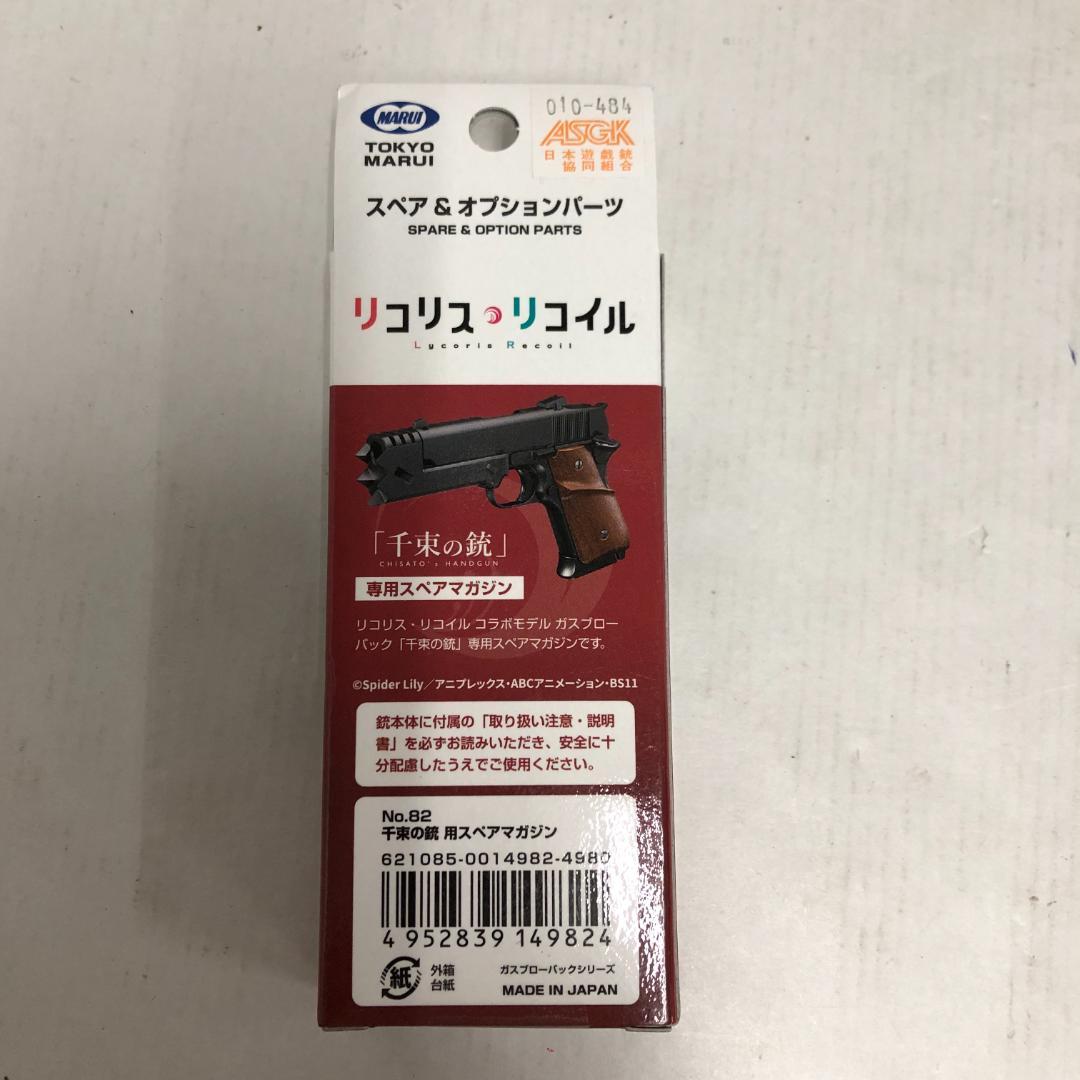 MARUI
TOKYO
MARUI
010-484
ASGK
日本遊戯銃
協同組合
スペア & オプションパーツ
SPARE & OPTION PARTS
リコリス・リコイル
Lycoris Recoil
「千束の銃」
CHISATO's HANDGUN
専用スペアマガジン
リコリス・リコイル コラボモデル ガスブロー
バック「千束の銃」専用スペアマガジンです。
©Spider Lily／アニプレックス・ABCアニメーション・BS11
銃本体に付属の「取り扱い注意・説明
書」を必ずお読みいただき、安全に十
分配慮したうえでご使用ください。
No.82
千束の銃 用スペアマガジン
621085-0014982-4980
4 952839 149824
紙
外箱
台紙
ガスブローバックシリーズ
MADE IN JAPAN